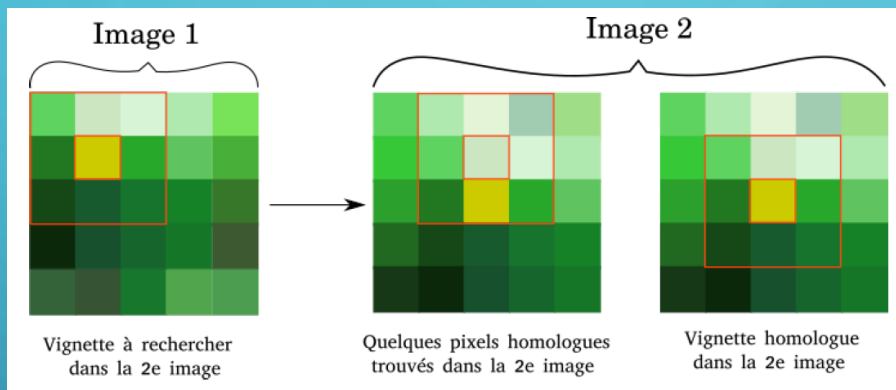 Image 1
Image 2
Vignette à rechercher
dans la 2e image
Quelques pixels homologues
trouvés dans la 2e image
Vignette homologue
dans la 2e image